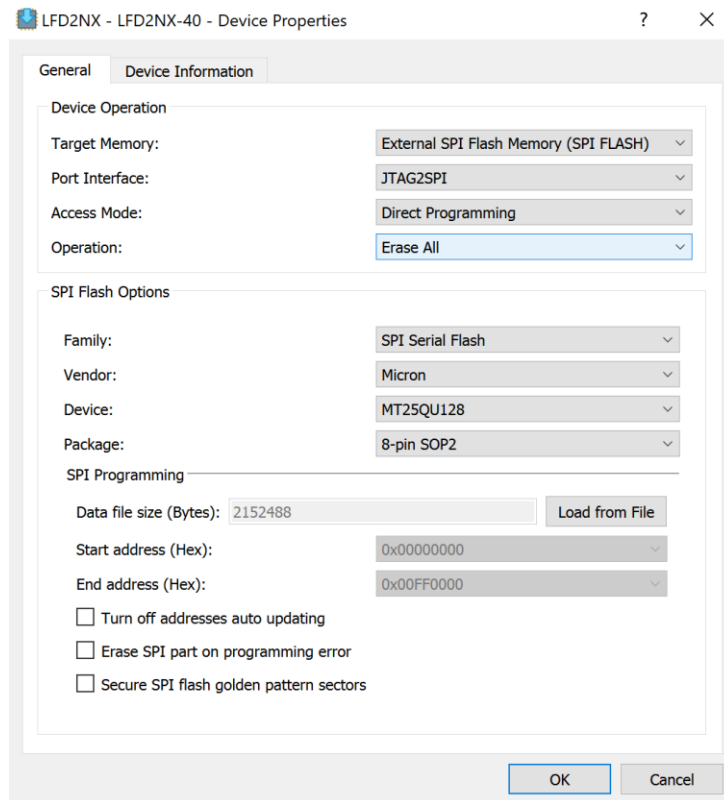 LFD2NX - LFD2NX-40 - Device Properties ? ×
General Device Information
Device Operation
Target Memory: External SPI Flash Memory (SPI FLASH)
Port Interface: JTAG2SPI
Access Mode: Direct Programming
Operation: Erase All
SPI Flash Options
Family: SPI Serial Flash
Vendor: Micron
Device: MT25QU128
Package: 8-pin SOP2
SPI Programming
Data file size (Bytes): 2152488 Load from File
Start address (Hex): 0x00000000
End address (Hex): 0x00FF0000
Turn off addresses auto updating
Erase SPI part on programming error
Secure SPI flash golden pattern sectors
OK Cancel